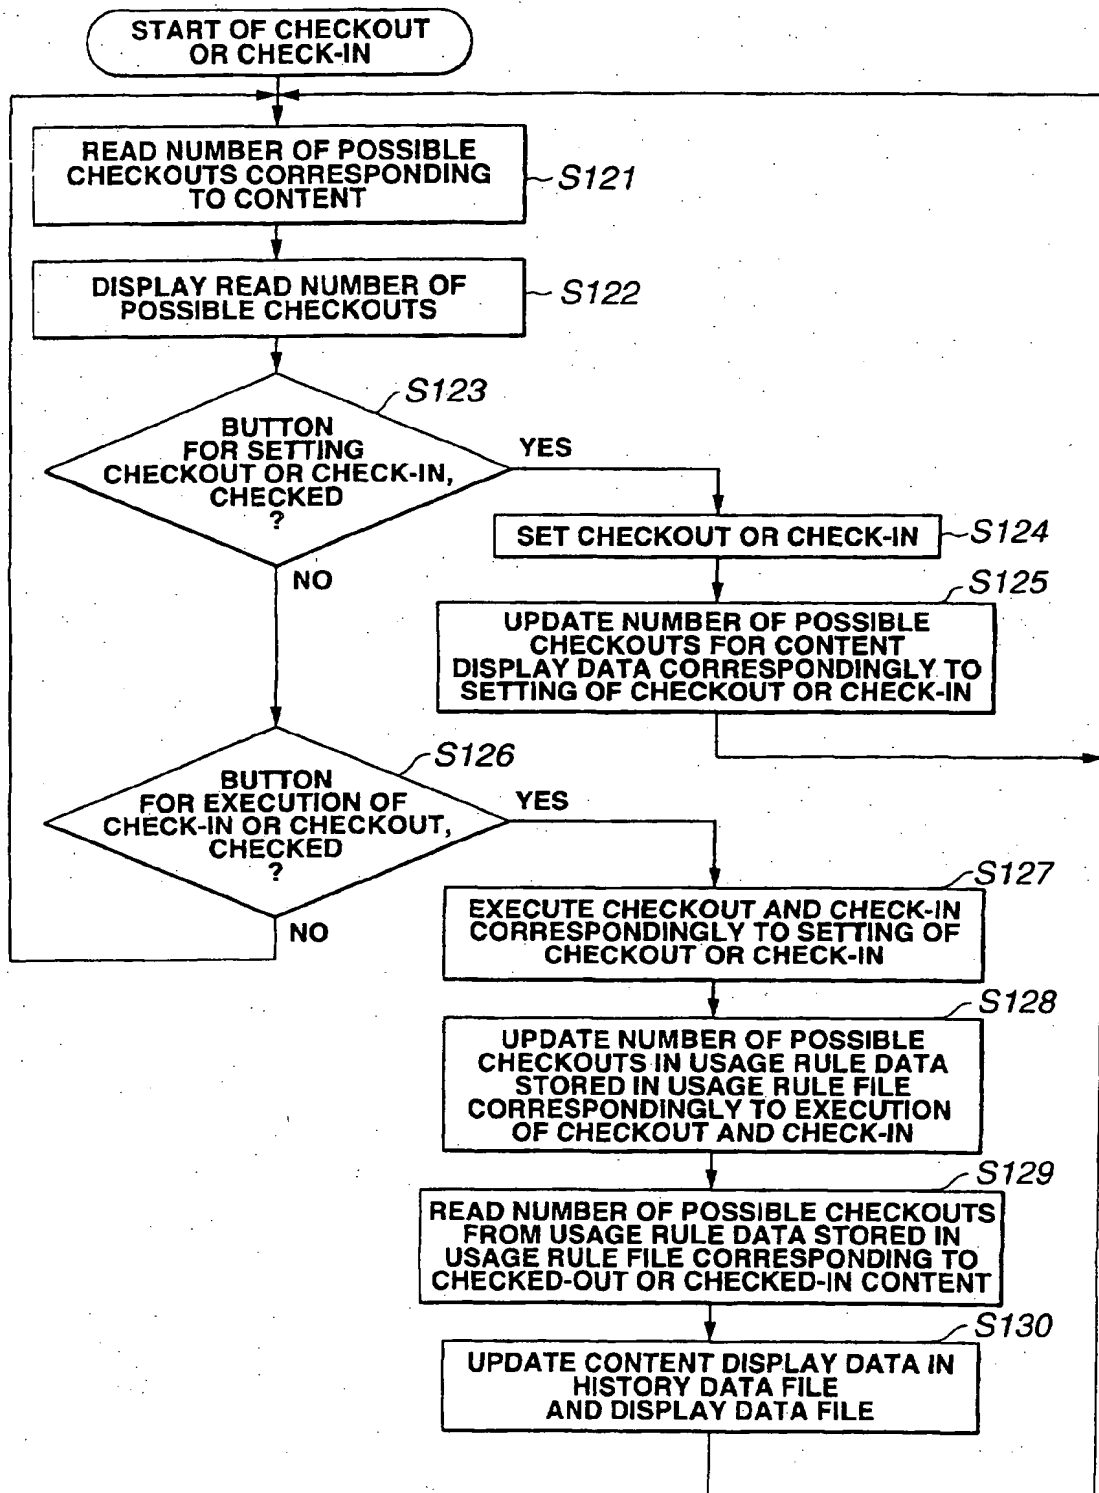 START OF CHECKOUT
OR CHECK-IN
READ NUMBER OF POSSIBLE
CHECKOUTS CORRESPONDING
TO CONTENT
S121
DISPLAY READ NUMBER OF
POSSIBLE CHECKOUTS
S122
S123
BUTTON
FOR SETTING
CHECKOUT OR CHECK-IN,
CHECKED
?
YES
NO
SET CHECKOUT OR CHECK-IN
S124
S125
UPDATE NUMBER OF POSSIBLE
CHECKOUTS FOR CONTENT
DISPLAY DATA CORRESPONDINGLY TO
SETTING OF CHECKOUT OR CHECK-IN
S126
BUTTON
FOR EXECUTION OF
CHECK-IN OR CHECKOUT,
CHECKED
?
YES
NO
S127
EXECUTE CHECKOUT AND CHECK-IN
CORRESPONDINGLY TO SETTING OF
CHECKOUT OR CHECK-IN
S128
UPDATE NUMBER OF POSSIBLE
CHECKOUTS IN USAGE RULE DATA
STORED IN USAGE RULE FILE
CORRESPONDINGLY TO EXECUTION
OF CHECKOUT AND CHECK-IN
S129
READ NUMBER OF POSSIBLE CHECKOUTS
FROM USAGE RULE DATA STORED IN
USAGE RULE FILE CORRESPONDING TO
CHECKED-OUT OR CHECKED-IN CONTENT
S130
UPDATE CONTENT DISPLAY DATA IN
HISTORY DATA FILE
AND DISPLAY DATA FILE